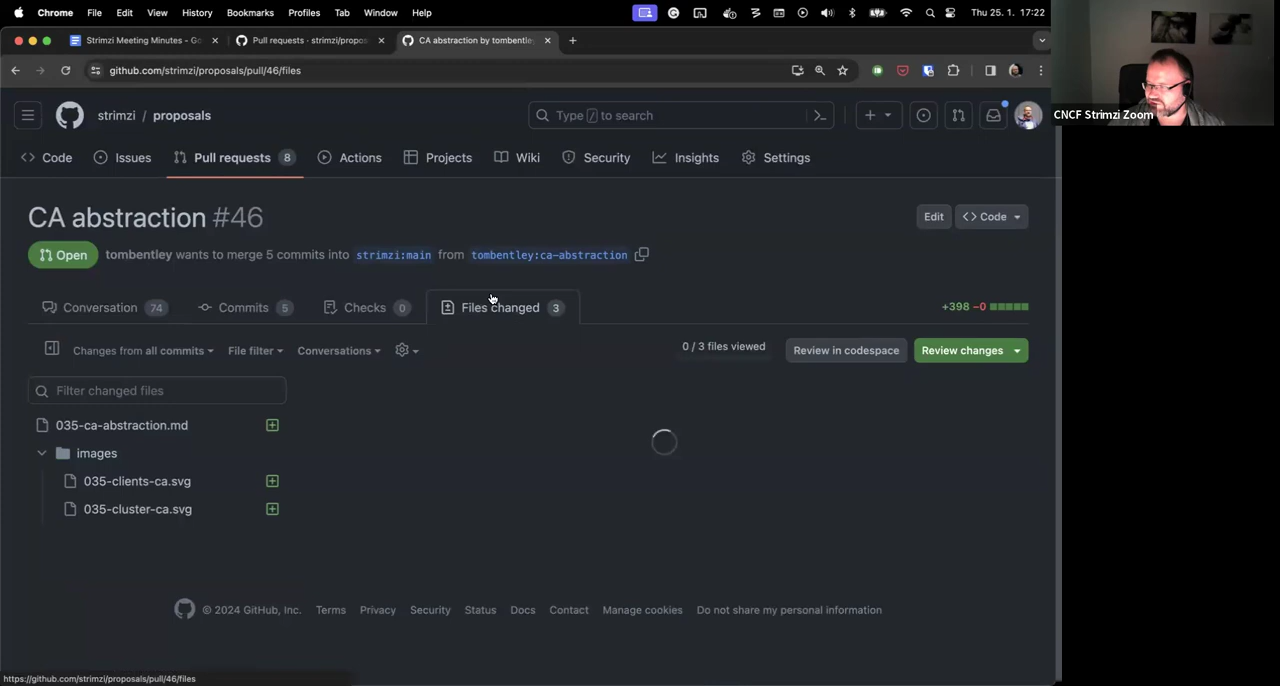 Chrome File Edit View History Bookmarks Profiles Tab Window Help Thu 25. 1. 17:22
Strimzi Meeting Minutes - Go Pull requests · strimzi/propos CA abstraction by tombentle
github.com/strimzi/proposals/pull/46/files
CNCF Strimzi Zoom
strimzi / proposals Type / to search
Code Issues Pull requests 8 Actions Projects Wiki Security Insights Settings
CA abstraction #46 Edit Code
Open tombentley wants to merge 5 commits into strimzi:main from tombentley:ca-abstraction
Conversation 74 Commits 5 Checks 0 Files changed 3 +398 −0
Changes from all commits File filter Conversations 0 / 3 files viewed Review in codespace Review changes
Filter changed files
035-ca-abstraction.md
images
035-clients-ca.svg
035-cluster-ca.svg
© 2024 GitHub, Inc. Terms Privacy Security Status Docs Contact Manage cookies Do not share my personal information
https://github.com/strimzi/proposals/pull/46/files